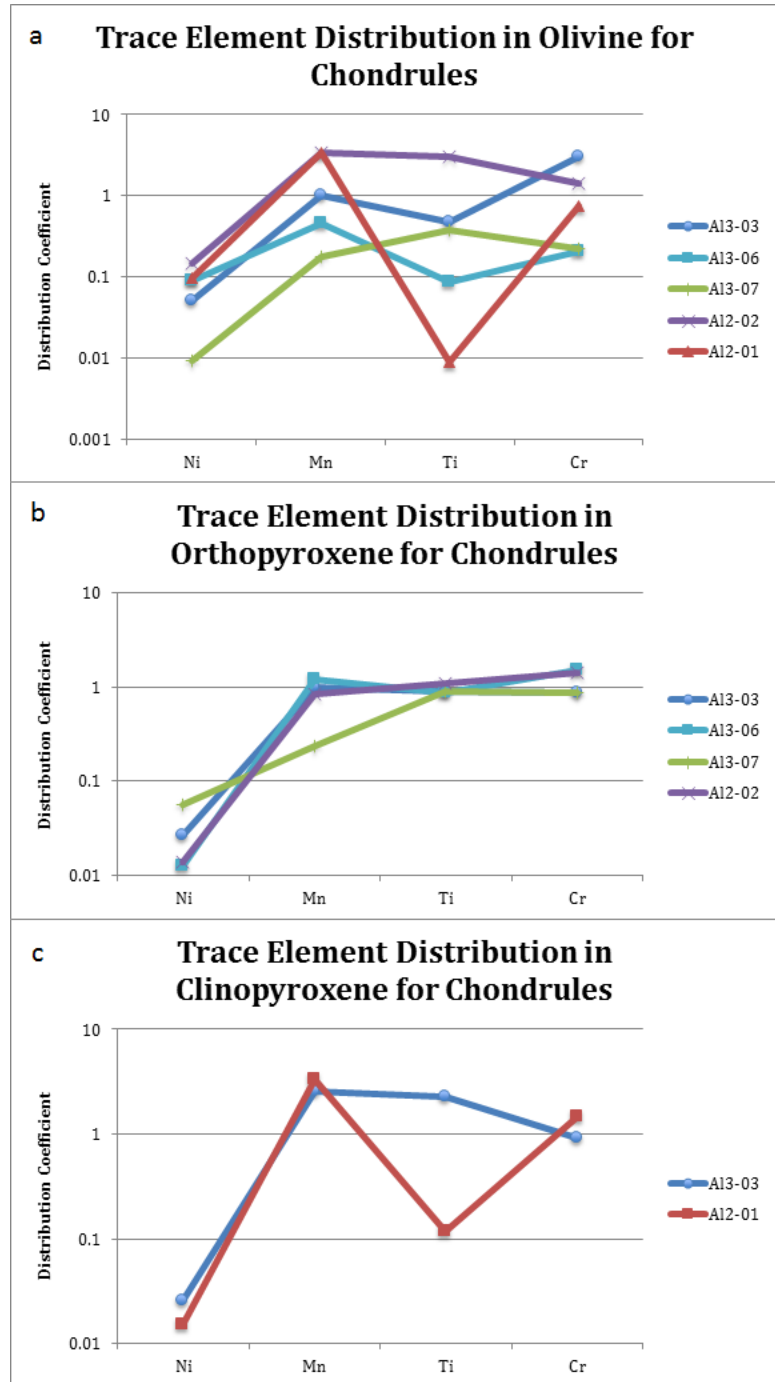 a
Trace Element Distribution in Olivine for
Chondrules
Distribution Coefficient
10
1
0.1
0.01
0.001
Ni Mn Ti Cr
Al3-03
Al3-06
Al3-07
Al2-02
Al2-01
b
Trace Element Distribution in
Orthopyroxene for Chondrules
Distribution Coefficient
10
1
0.1
0.01
Ni Mn Ti Cr
Al3-03
Al3-06
Al3-07
Al2-02
c
Trace Element Distribution in
Clinopyroxene for Chondrules
Distribution Coefficient
10
1
0.1
0.01
Ni Mn Ti Cr
Al3-03
Al2-01